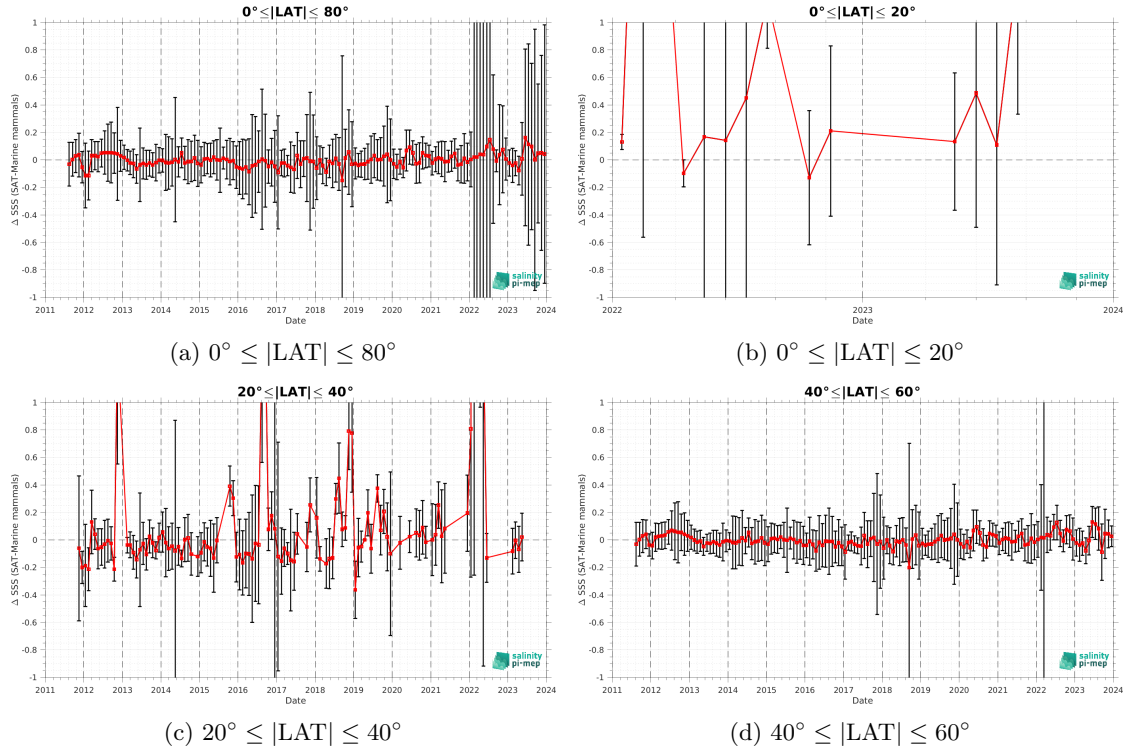 0°≤|LAT|≤ 80°
1
0.8
0.6
0.4
0.2
0
-0.2
-0.4
-0.6
-0.8
-1
Δ SSS (SAT-Marine mammals)
2011 2012 2013 2014 2015 2016 2017 2018 2019 2020 2021 2022 2023 2024
Date
salinity
pi-mep
(a) 0° ≤ |LAT| ≤ 80°
0°≤|LAT|≤ 20°
1
0.8
0.6
0.4
0.2
0
-0.2
-0.4
-0.6
-0.8
-1
Δ SSS (SAT-Marine mammals)
2022 2023 2024
Date
salinity
pi-mep
(b) 0° ≤ |LAT| ≤ 20°
20°≤|LAT|≤ 40°
1
0.8
0.6
0.4
0.2
0
-0.2
-0.4
-0.6
-0.8
-1
Δ SSS (SAT-Marine mammals)
2011 2012 2013 2014 2015 2016 2017 2018 2019 2020 2021 2022 2023 2024
Date
salinity
pi-mep
(c) 20° ≤ |LAT| ≤ 40°
40°≤|LAT|≤ 60°
1
0.8
0.6
0.4
0.2
0
-0.2
-0.4
-0.6
-0.8
-1
Δ SSS (SAT-Marine mammals)
2011 2012 2013 2014 2015 2016 2017 2018 2019 2020 2021 2022 2023 2024
Date
salinity
pi-mep
(d) 40° ≤ |LAT| ≤ 60°